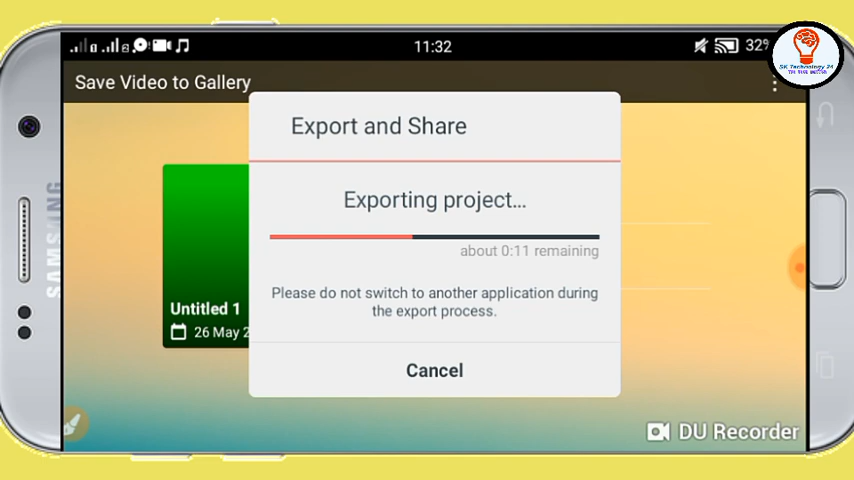 11:32
32%
SK Technology 24
Save Video to Gallery
Export and Share
Exporting project...
about 0:11 remaining
Please do not switch to another application during
the export process.
Untitled 1
26 May 2
Cancel
DU Recorder
SAMSUNG